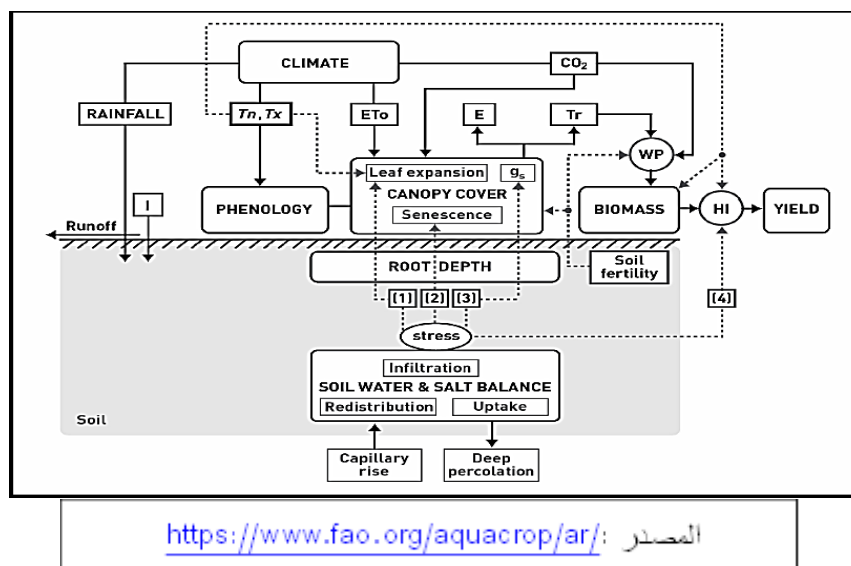 CLIMATE
CO₂
RAINFALL
Tn, Tx
ETo
E
Tr
WP
Leaf expansion
gₛ
I
PHENOLOGY
CANOPY COVER
Senescence
BIOMASS
HI
YIELD
Runoff
ROOT DEPTH
Soil
fertility
(1)
(2)
(3)
(4)
stress
Infiltration
SOIL WATER & SALT BALANCE
Redistribution
Uptake
Soil
Capillary
rise
Deep
percolation
المصدر: https://www.fao.org/aquacrop/ar/